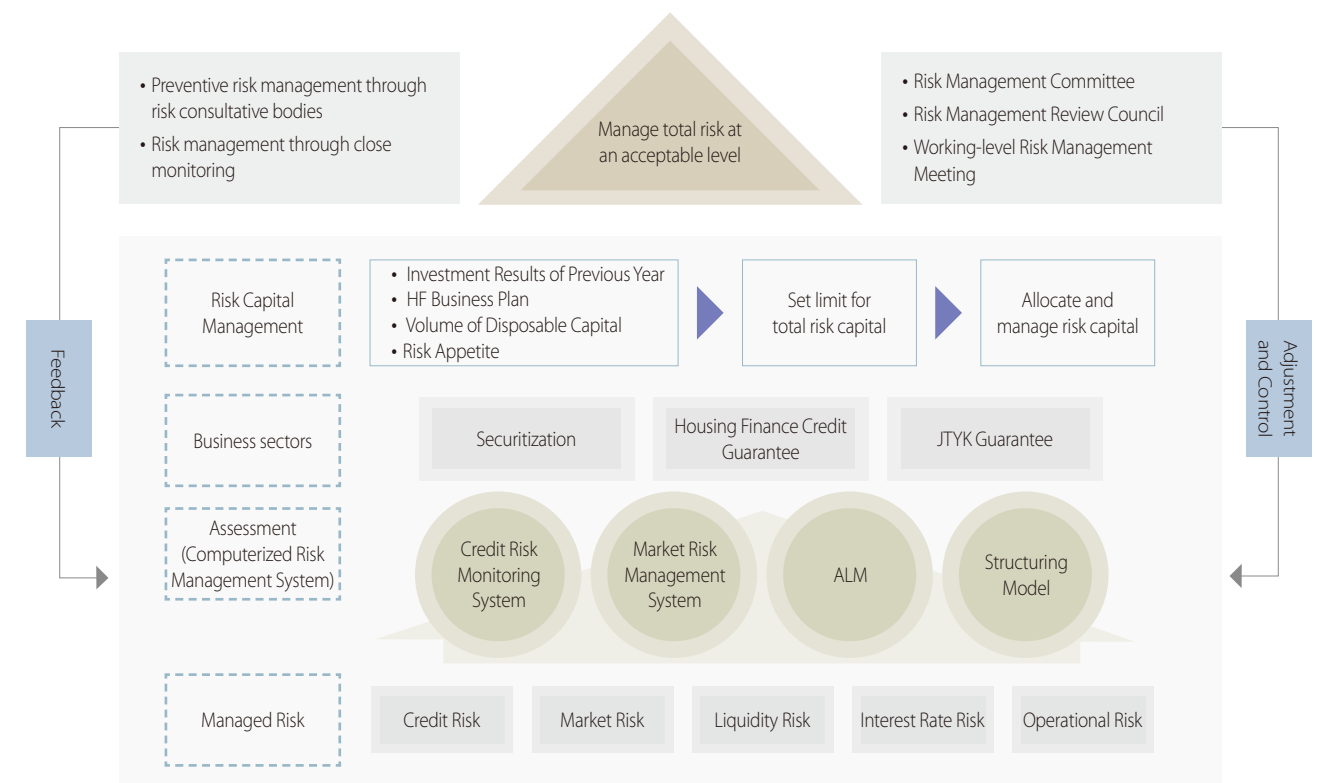 • Preventive risk management through
risk consultative bodies
• Risk management through close
monitoring
Manage total risk at
an acceptable level
• Risk Management Committee
• Risk Management Review Council
• Working-level Risk Management
Meeting
Feedback
Adjustment
and Control
Risk Capital
Management
• Investment Results of Previous Year
• HF Business Plan
• Volume of Disposable Capital
• Risk Appetite
Set limit for
total risk capital
Allocate and
manage risk capital
Business sectors
Securitization
Housing Finance Credit
Guarantee
JTYK Guarantee
Assessment
(Computerized Risk
Management System)
Credit Risk
Monitoring
System
Market Risk
Management
System
ALM
Structuring
Model
Managed Risk
Credit Risk
Market Risk
Liquidity Risk
Interest Rate Risk
Operational Risk